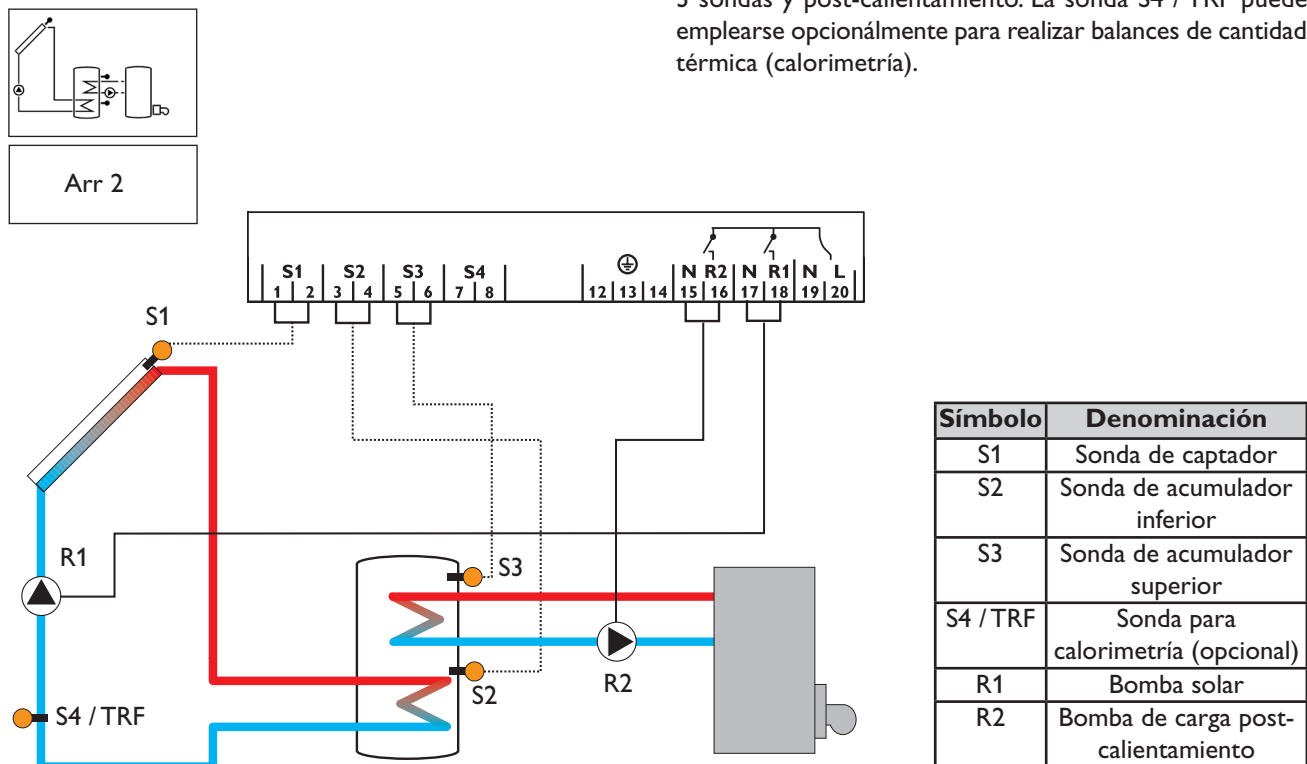 3 sondas y post-calientamiento. La sonda S4 / TRF puede
emplearse opcionálmente para realizar balances de cantidad
térmica (calorimetría).
Arr 2
S1 S2 S3 S4 N R2 N R1 N L
1 2 3 4 5 6 7 8 12 13 14 15 16 17 18 19 20
S1
R1
S3
S2
R2
S4 / TRF
Símbolo Denominación
S1 Sonda de captador
S2 Sonda de acumulador
inferior
S3 Sonda de acumulador
superior
S4 / TRF Sonda para
calorimetría (opcional)
R1 Bomba solar
R2 Bomba de carga post-
calientamiento